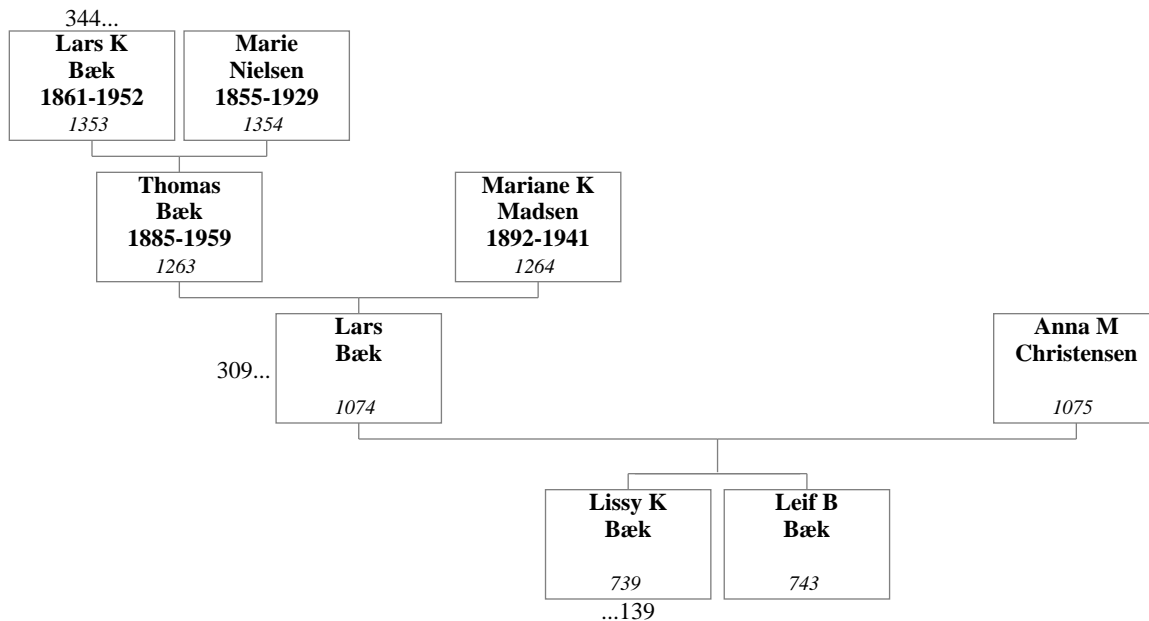 344...
Lars K
Bæk
1861-1952
1353
Marie
Nielsen
1855-1929
1354
Thomas
Bæk
1885-1959
1263
Mariane K
Madsen
1892-1941
1264
309...
Lars
Bæk
1074
Anna M
Christensen
1075
Lissy K
Bæk
739
...139
Leif B
Bæk
743